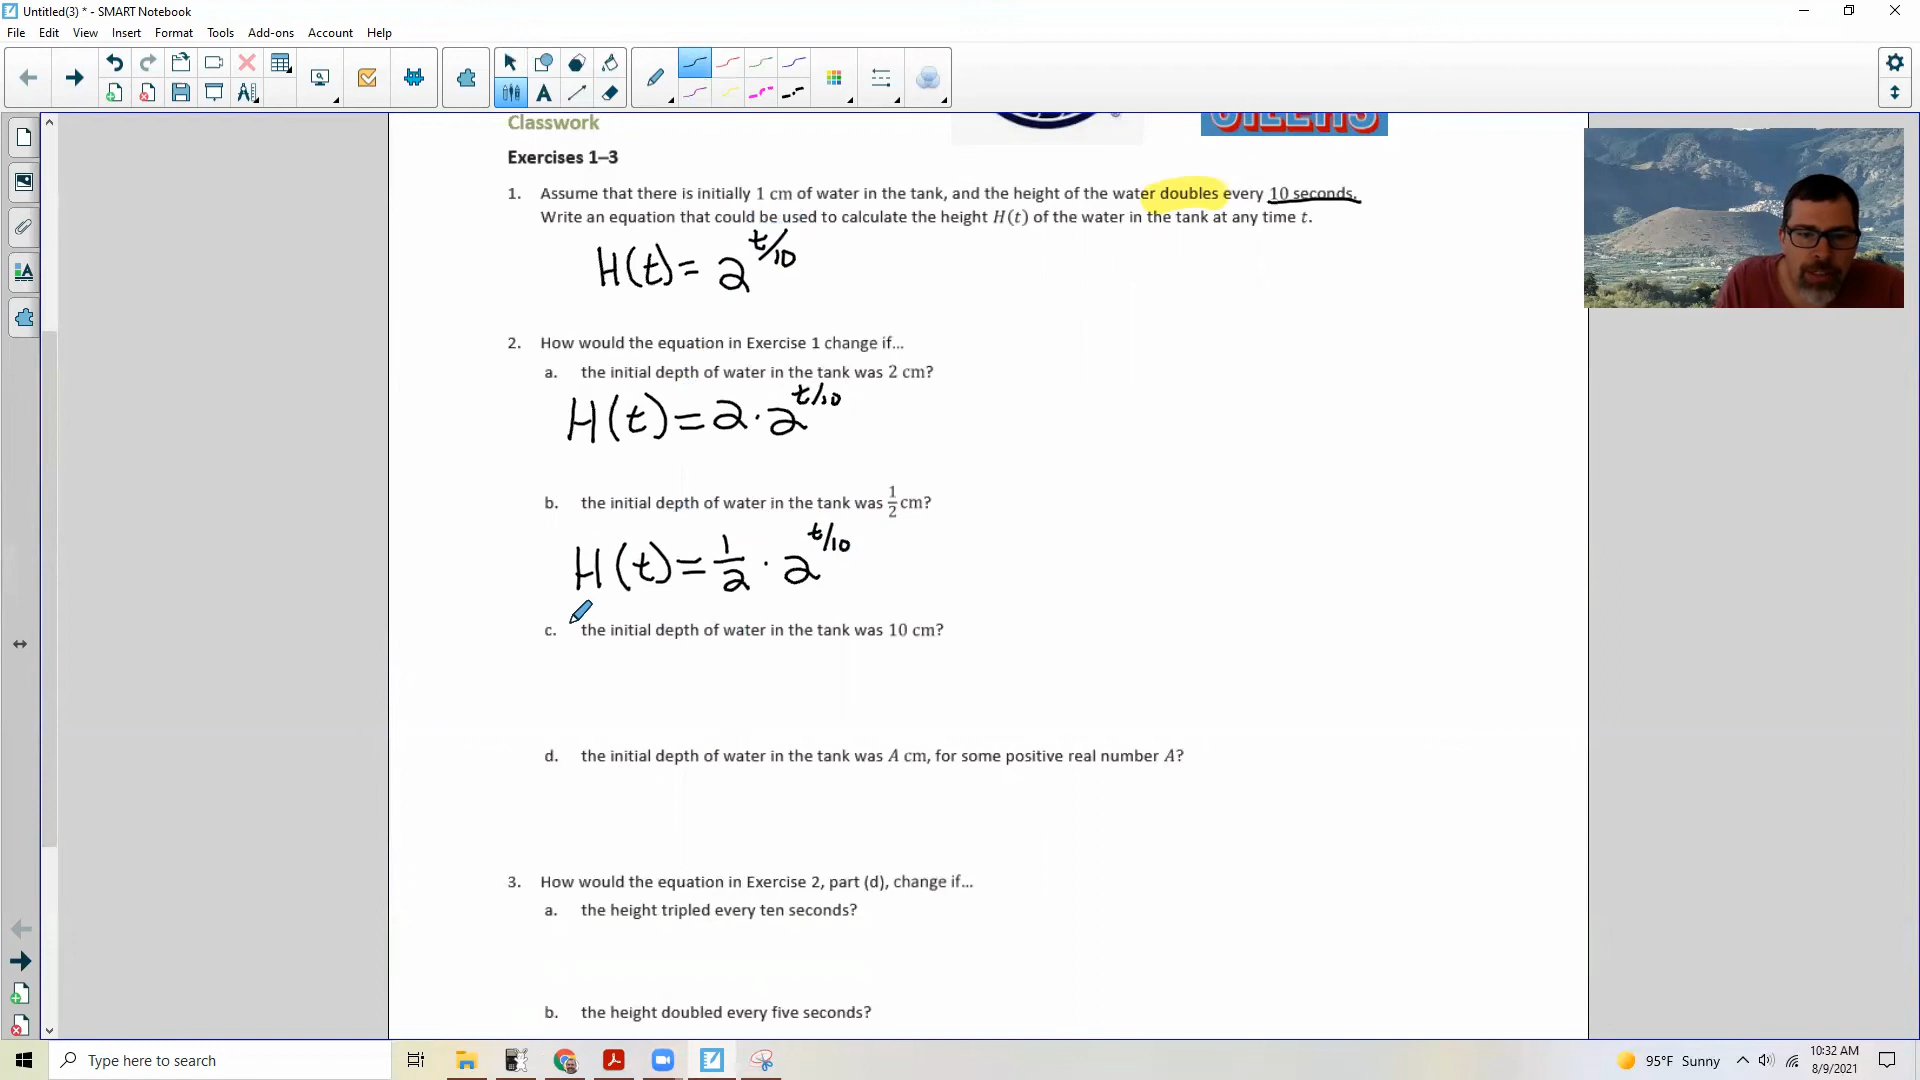 Untitled(3) * - SMART Notebook
File Edit View Insert Format Tools Add-ons Account Help
Classwork
OILERS
Exercises 1–3
1. Assume that there is initially 1 cm of water in the tank, and the height of the water doubles every 10 seconds.
Write an equation that could be used to calculate the height H(t) of the water in the tank at any time t.
H(t) = 2^t/10
2. How would the equation in Exercise 1 change if…
a. the initial depth of water in the tank was 2 cm?
H(t) = 2 · 2^t/10
b. the initial depth of water in the tank was 1/2 cm?
H(t) = 1/2 · 2^t/10
c. the initial depth of water in the tank was 10 cm?
d. the initial depth of water in the tank was A cm, for some positive real number A?
3. How would the equation in Exercise 2, part (d), change if…
a. the height tripled every ten seconds?
b. the height doubled every five seconds?
Type here to search
95°F Sunny
10:32 AM
8/9/2021